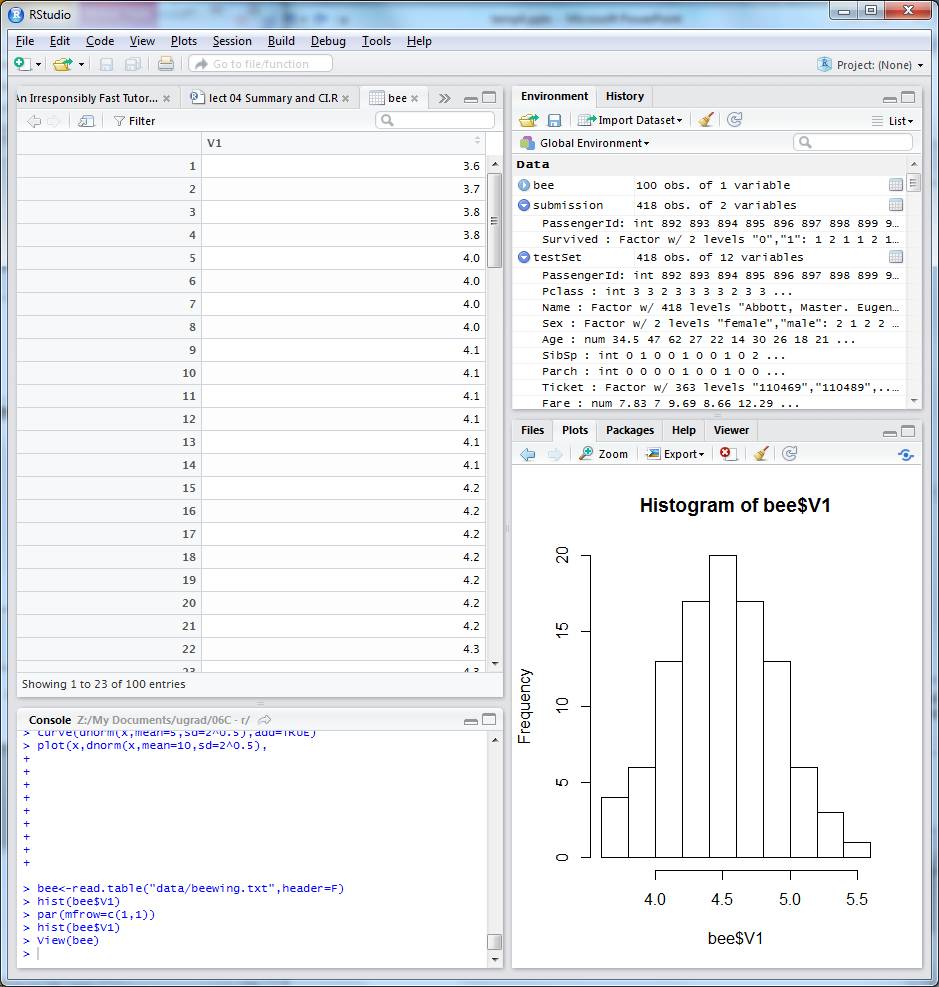 RStudio
File Edit Code View Plots Session Build Debug Tools Help
Go to file/function
Project: (None)
An Irresponsibly Fast Tutor...
lect 04 Summary and CI.R
bee
Filter
V1
1 3.6
2 3.7
3 3.8
4 3.8
5 4.0
6 4.0
7 4.0
8 4.0
9 4.1
10 4.1
11 4.1
12 4.1
13 4.1
14 4.1
15 4.2
16 4.2
17 4.2
18 4.2
19 4.2
20 4.2
21 4.2
22 4.3
23 4.3
Showing 1 to 23 of 100 entries
Console Z:/My Documents/ugrad/06C - r/
> curve(dnorm(x,mean=5,sd=2^0.5),add=TRUE)
> plot(x,dnorm(x,mean=10,sd=2^0.5),
+
+
+
+
+
+
+
+
+
> bee<-read.table("data/beewing.txt",header=F)
> hist(bee$V1)
> par(mfrow=c(1,1))
> hist(bee$V1)
> View(bee)
>
Environment History
Import Dataset
List
Global Environment
Data
bee 100 obs. of 1 variable
submission 418 obs. of 2 variables
PassengerId: int 892 893 894 895 896 897 898 899 9...
Survived : Factor w/ 2 levels "0","1": 1 2 1 1 2 1...
testSet 418 obs. of 12 variables
PassengerId: int 892 893 894 895 896 897 898 899 9...
Pclass : int 3 3 2 3 3 3 3 2 3 3 ...
Name : Factor w/ 418 levels "Abbott, Master. Eugen...
Sex : Factor w/ 2 levels "female","male": 2 1 2 2 ...
Age : num 34.5 47 62 27 22 14 30 26 18 21 ...
SibSp : int 0 1 0 0 1 0 0 1 0 2 ...
Parch : int 0 0 0 0 1 0 0 1 0 0 ...
Ticket : Factor w/ 363 levels "110469","110489",..: ...
Fare : num 7.83 7 9.69 8.66 12.29 ...
Files Plots Packages Help Viewer
Zoom Export
Histogram of bee$V1
Frequency
20
15
10
5
0
4.0 4.5 5.0 5.5
bee$V1